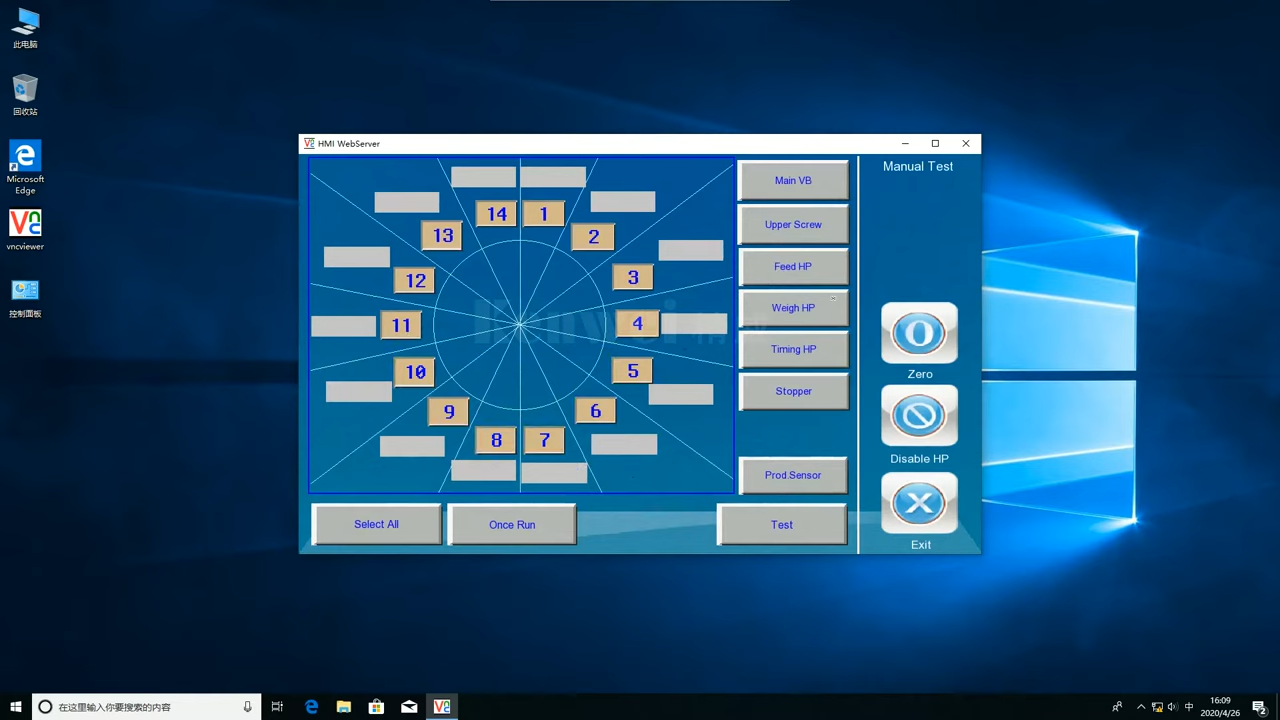 此电脑
回收站
Microsoft
Edge
vncviewer
控制面板
HMI WebServer
Manual Test
14
1
13
2
12
3
11
4
10
5
9
6
8
7
Main VB
Upper Screw
Feed HP
Weigh HP
Timing HP
Stopper
Prod.Sensor
Zero
Disable HP
Exit
Select All
Once Run
Test
在这里输入你要搜索的内容
中
16:09
2020/4/26
2